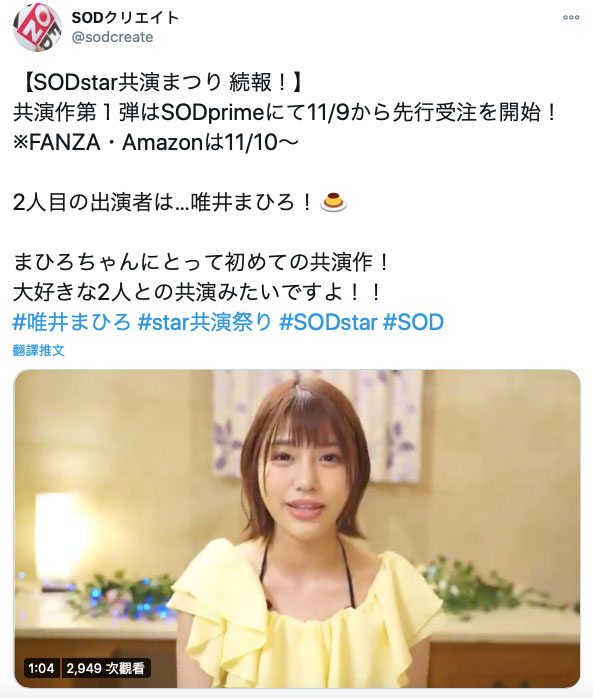 SODクリエイト
@sodcreate
【SODstar共演まつり 続報！】
共演作第１弾はSODprimeにて11/9から先行受注を開始！
※FANZA・Amazonは11/10〜
2人目の出演者は...唯井まひろ！🍮
まひろちゃんにとって初めての共演作！
大好きな2人との共演みたいですよ！！
#唯井まひろ #star共演祭り #SODstar #SOD
翻譯推文
1:04 2,949 次觀看